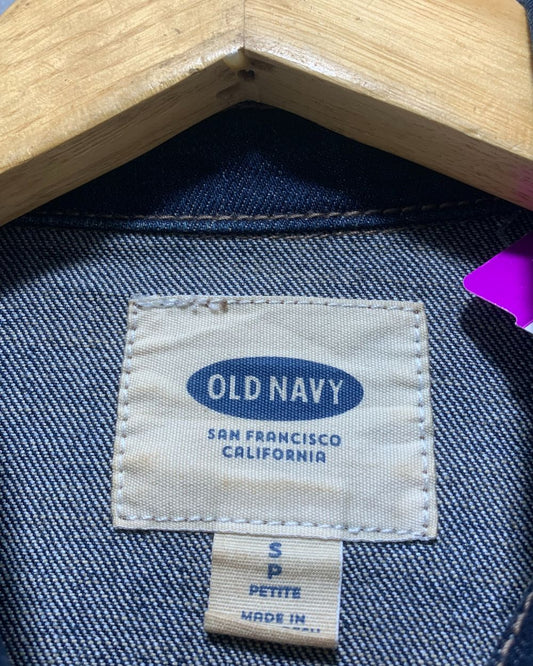 OLD NAVY
SAN FRANCISCO
CALIFORNIA
S
P
PETITE
MADE IN